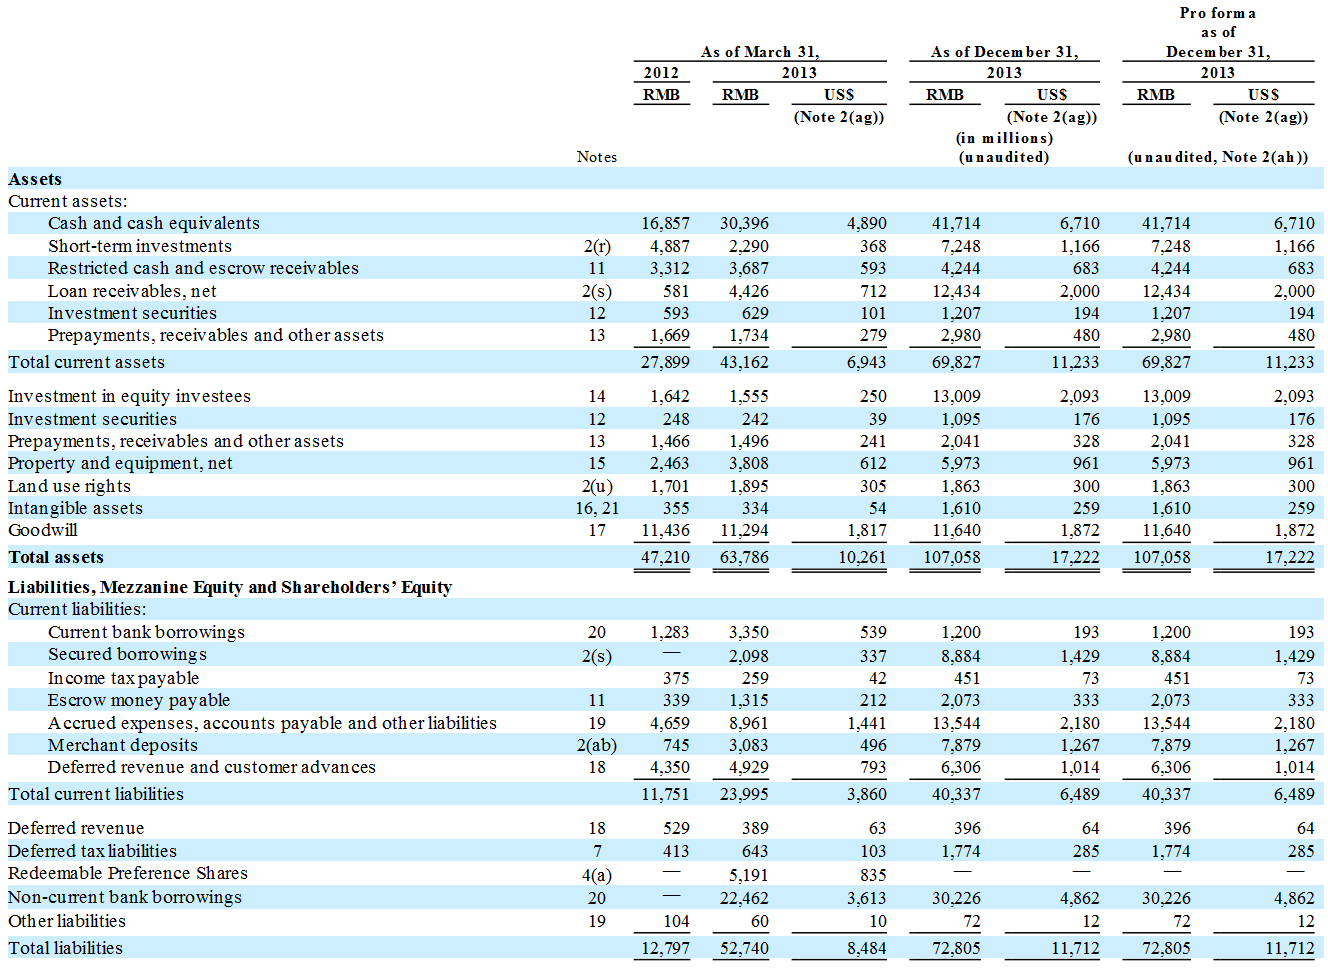 Pro forma
as of
As of March 31, As of December 31, December 31,
2012 2013 2013 2013
RMB RMB US$ RMB US$ RMB US$
(Note 2(ag)) (Note 2(ag)) (Note 2(ag))
(in millions)
Notes (unaudited) (unaudited, Note 2(ah))
Assets
Current assets:
Cash and cash equivalents 16,857 30,396 4,890 41,714 6,710 41,714 6,710
Short-term investments 2(r) 4,887 2,290 368 7,248 1,166 7,248 1,166
Restricted cash and escrow receivables 11 3,312 3,687 593 4,244 683 4,244 683
Loan receivables, net 2(s) 581 4,426 712 12,434 2,000 12,434 2,000
Investment securities 12 593 629 101 1,207 194 1,207 194
Prepayments, receivables and other assets 13 1,669 1,734 279 2,980 480 2,980 480
Total current assets 27,899 43,162 6,943 69,827 11,233 69,827 11,233
Investment in equity investees 14 1,642 1,555 250 13,009 2,093 13,009 2,093
Investment securities 12 248 242 39 1,095 176 1,095 176
Prepayments, receivables and other assets 13 1,466 1,496 241 2,041 328 2,041 328
Property and equipment, net 15 2,463 3,808 612 5,973 961 5,973 961
Land use rights 2(u) 1,701 1,895 305 1,863 300 1,863 300
Intangible assets 16, 21 355 334 54 1,610 259 1,610 259
Goodwill 17 11,436 11,294 1,817 11,640 1,872 11,640 1,872
Total assets 47,210 63,786 10,261 107,058 17,222 107,058 17,222
Liabilities, Mezzanine Equity and Shareholders’ Equity
Current liabilities:
Current bank borrowings 20 1,283 3,350 539 1,200 193 1,200 193
Secured borrowings 2(s) — 2,098 337 8,884 1,429 8,884 1,429
Income tax payable 375 259 42 451 73 451 73
Escrow money payable 11 339 1,315 212 2,073 333 2,073 333
Accrued expenses, accounts payable and other liabilities 19 4,659 8,961 1,441 13,544 2,180 13,544 2,180
Merchant deposits 2(ab) 745 3,083 496 7,879 1,267 7,879 1,267
Deferred revenue and customer advances 18 4,350 4,929 793 6,306 1,014 6,306 1,014
Total current liabilities 11,751 23,995 3,860 40,337 6,489 40,337 6,489
Deferred revenue 18 529 389 63 396 64 396 64
Deferred tax liabilities 7 413 643 103 1,774 285 1,774 285
Redeemable Preference Shares 4(a) — 5,191 835 — — — —
Non-current bank borrowings 20 — 22,462 3,613 30,226 4,862 30,226 4,862
Other liabilities 19 104 60 10 72 12 72 12
Total liabilities 12,797 52,740 8,484 72,805 11,712 72,805 11,712